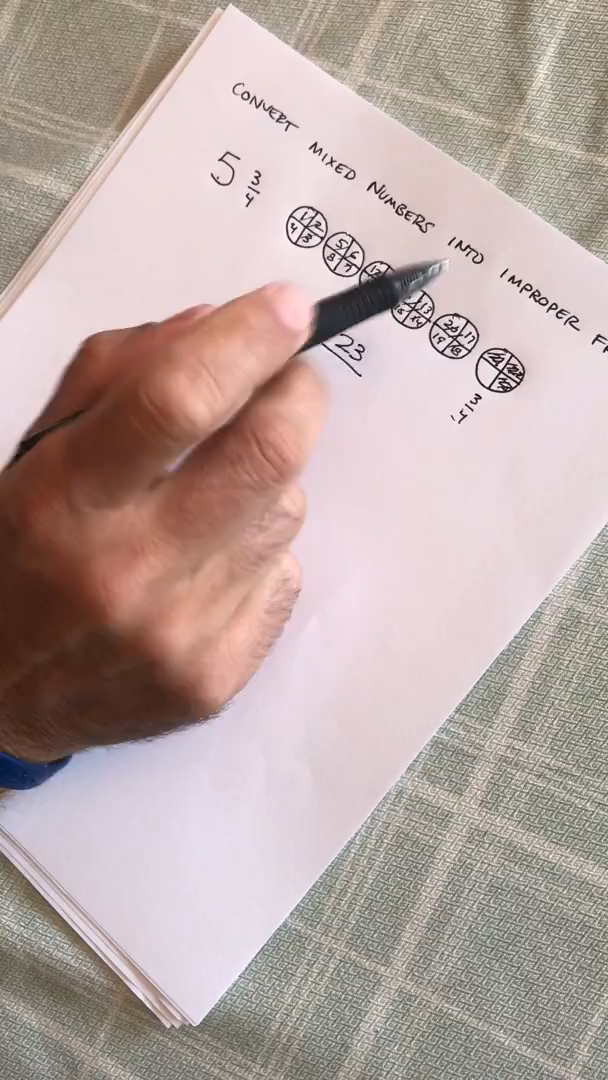 CONVERT MIXED NUMBERS INTO IMPROPER
5 3/4
1 2 3 4
5 6 7 8
13 14
20 17 18 19
23
3/4